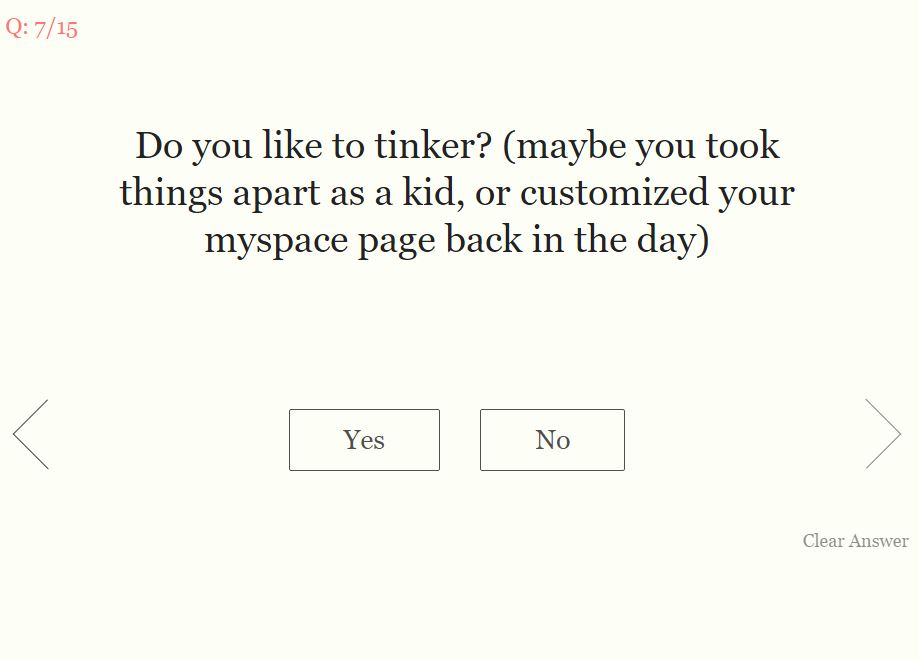 Q: 7/15
Do you like to tinker? (maybe you took
things apart as a kid, or customized your
myspace page back in the day)
Yes
No
Clear Answer